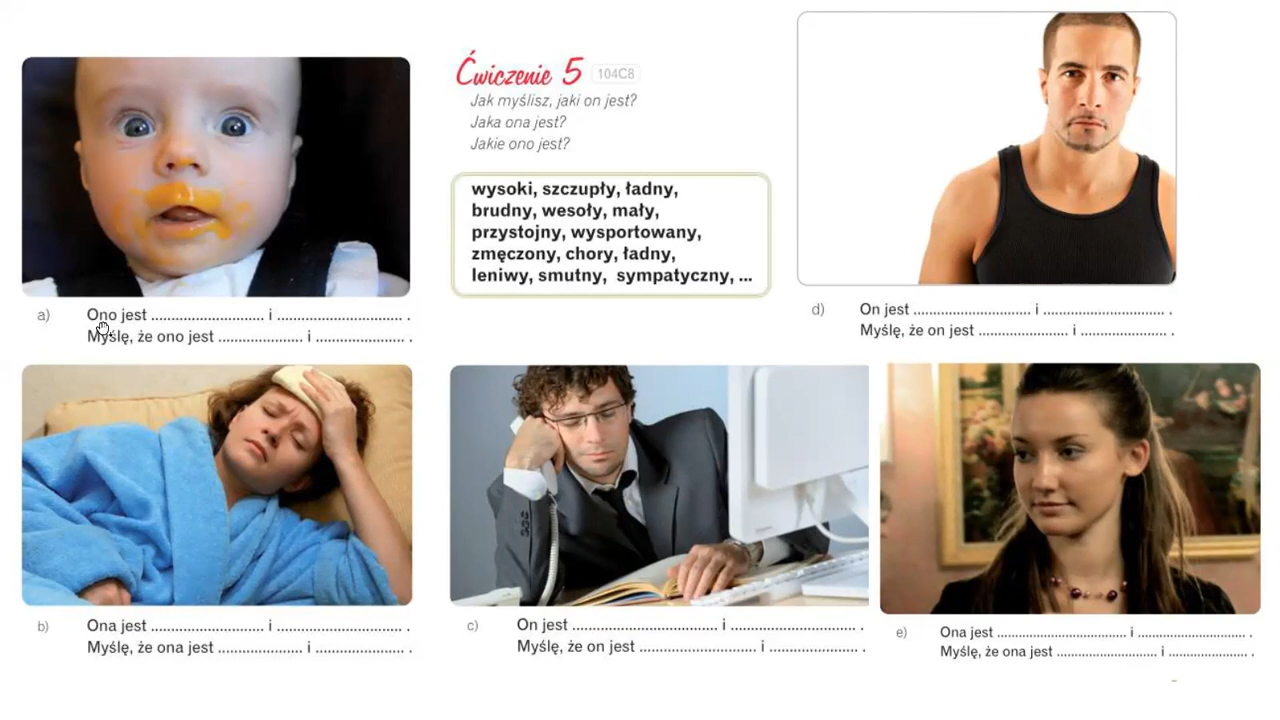 Ćwiczenie 5 104C8
Jak myślisz, jaki on jest?
Jaka ona jest?
Jakie ono jest?
wysoki, szczupły, ładny,
brudny, wesoły, mały,
przystojny, wysportowany,
zmęczony, chory, ładny,
leniwy, smutny, sympatyczny, ...
a) Ono jest .......................... i ............................. .
Myślę, że ono jest .................... i ..................... .
d) On jest ........................... i ............................ .
Myślę, że on jest ..................... i ..................... .
b) Ona jest ........................... i ............................. .
Myślę, że ona jest .................... i ..................... .
c) On jest .................................. i .............................. .
Myślę, że on jest ........................... i ....................... .
e) Ona jest ................................ i ........................... .
Myślę, że ona jest ......................... i ................... .